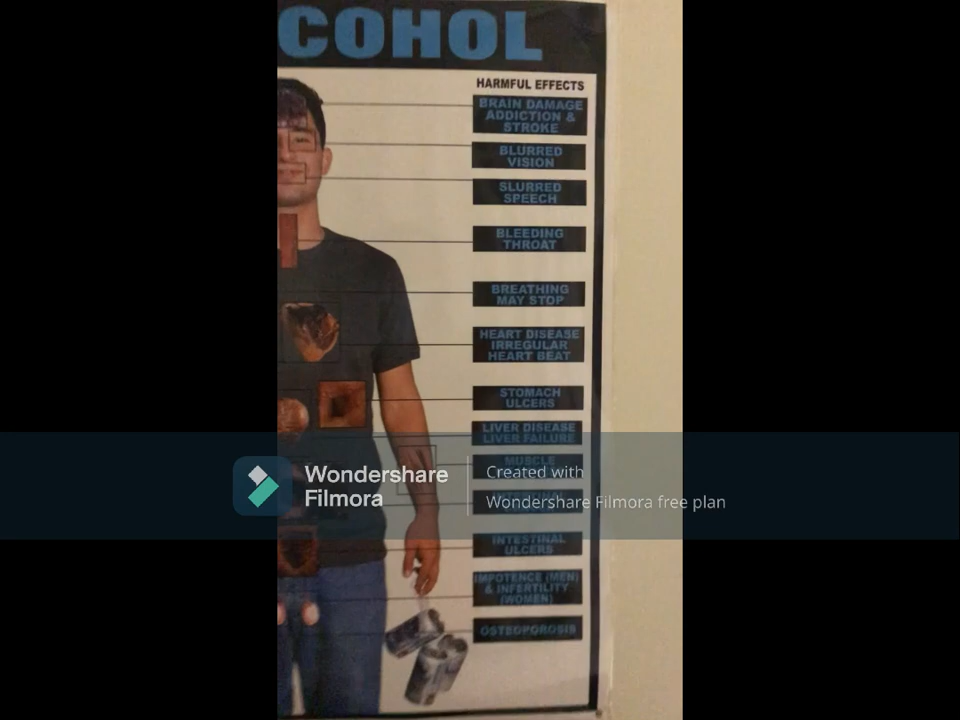 COHOL
HARMFUL EFFECTS
BRAIN DAMAGE
ADDICTION &
STROKE
BLURRED
VISION
SLURRED
SPEECH
BLEEDING
THROAT
BREATHING
MAY STOP
HEART DISEASE
IRREGULAR
HEART BEAT
STOMACH
ULCERS
LIVER DISEASE
LIVER FAILURE
MUSCLE
Wondershare
Filmora
Created with
Wondershare Filmora free plan
INTESTINAL
ULCERS
IMPOTENCE (MEN)
& INFERTILITY
(WOMEN)
OSTEOPOROSIS